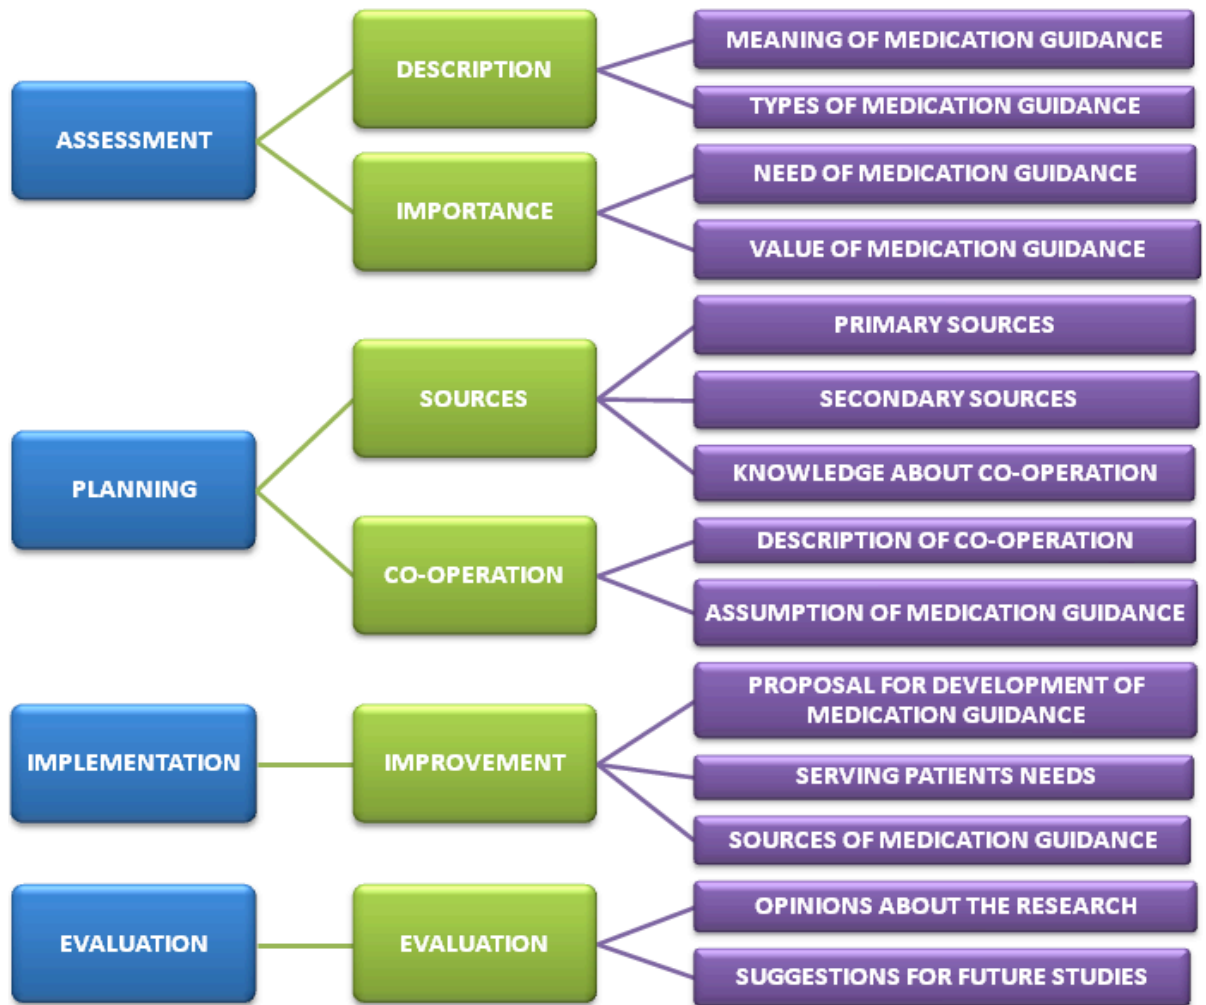 ASSESSMENT
DESCRIPTION
MEANING OF MEDICATION GUIDANCE
TYPES OF MEDICATION GUIDANCE
IMPORTANCE
NEED OF MEDICATION GUIDANCE
VALUE OF MEDICATION GUIDANCE
PLANNING
SOURCES
PRIMARY SOURCES
SECONDARY SOURCES
KNOWLEDGE ABOUT CO-OPERATION
CO-OPERATION
DESCRIPTION OF CO-OPERATION
ASSUMPTION OF MEDICATION GUIDANCE
IMPLEMENTATION
IMPROVEMENT
PROPOSAL FOR DEVELOPMENT OF
MEDICATION GUIDANCE
SERVING PATIENTS NEEDS
SOURCES OF MEDICATION GUIDANCE
EVALUATION
EVALUATION
OPINIONS ABOUT THE RESEARCH
SUGGESTIONS FOR FUTURE STUDIES